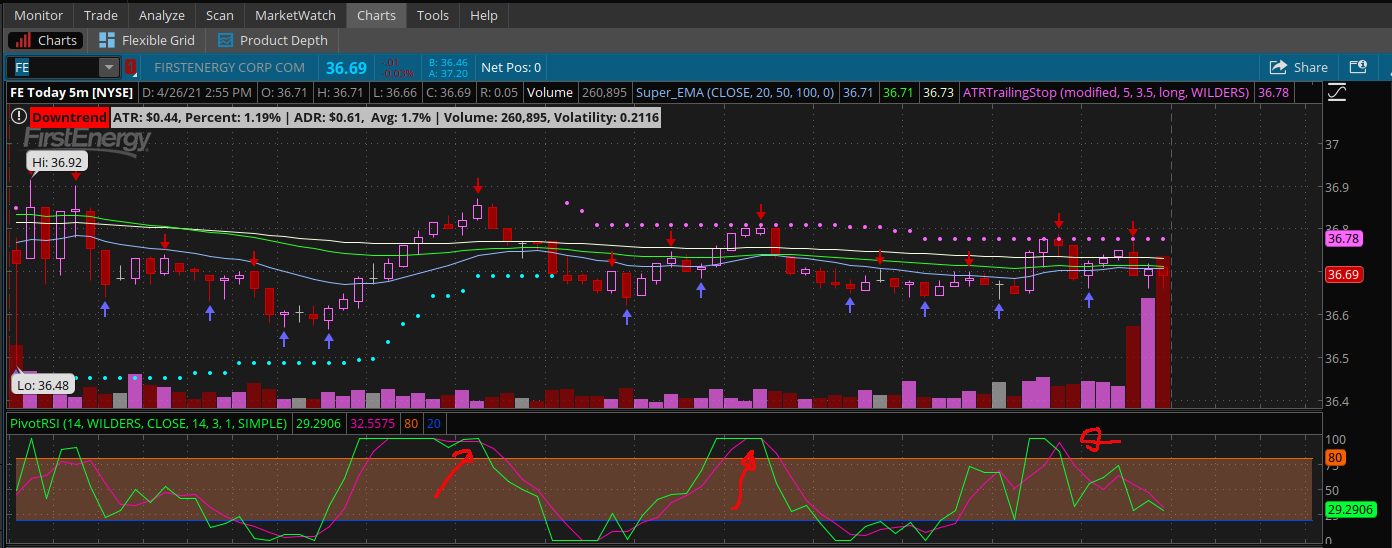 Monitor Trade Analyze Scan MarketWatch Charts Tools Help
Charts Flexible Grid Product Depth
FE 1 FIRSTENERGY CORP COM 36.69 -.01 -0.03% B: 36.46 A: 37.20 Net Pos: 0 Share 1
FE Today 5m [NYSE] D: 4/26/21 2:55 PM O: 36.71 H: 36.71 L: 36.66 C: 36.69 R: 0.05 Volume 260,895 Super_EMA (CLOSE, 20, 50, 100, 0) 36.71 36.71 36.73 ATRTrailingStop (modified, 5, 3.5, long, WILDERS) 36.78
Downtrend ATR: $0.44, Percent: 1.19% | ADR: $0.61, Avg: 1.7% | Volume: 260,895, Volatility: 0.2116
FirstEnergy
37
Hi: 36.92
36.9
36.8
36.78
36.69
36.6
36.5
Lo: 36.48
36.4
PivotRSI (14, WILDERS, CLOSE, 14, 3, 1, SIMPLE) 29.2906 32.5575 80 20
100
80
75
50
29.2906
25
0